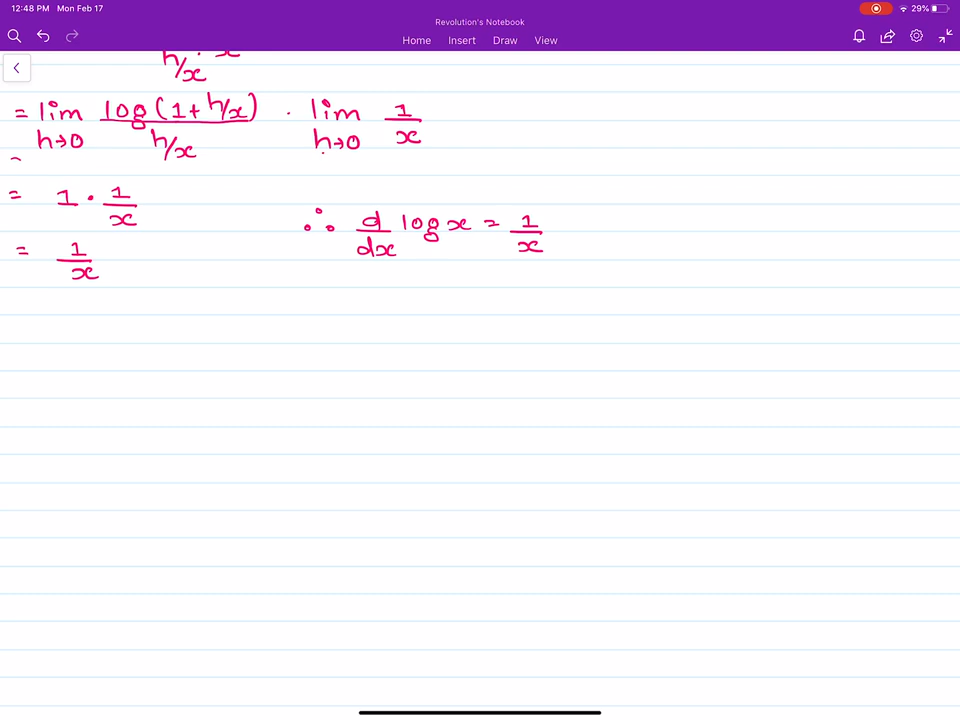 12:48 PM Mon Feb 17 29%
Revolution's Notebook
Home Insert Draw View
h/x · x
= lim h→0 log(1+h/x) / h/x · lim h→0 1/x
=
= 1 · 1/x
∴ d/dx log x = 1/x
= 1/x